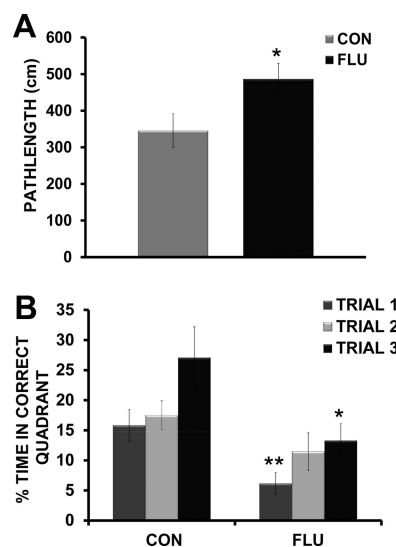 A
PATHLENGTH (cm)
600
500
400
300
200
100
0
*
CON
FLU
B
% TIME IN CORRECT
QUADRANT
35
30
25
20
15
10
5
0
TRIAL 1
TRIAL 2
TRIAL 3
**
*
CON
FLU